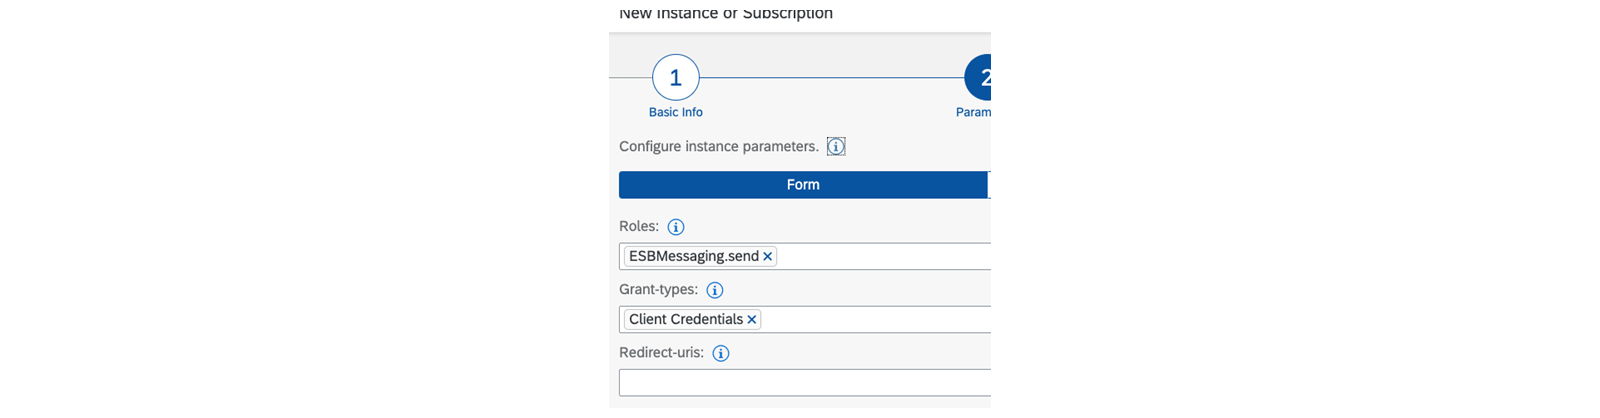 New Instance or Subscription
1
2
Basic Info
Param
Configure instance parameters.
Form
Roles:
ESBMessaging.send
Grant-types:
Client Credentials
Redirect-uris: